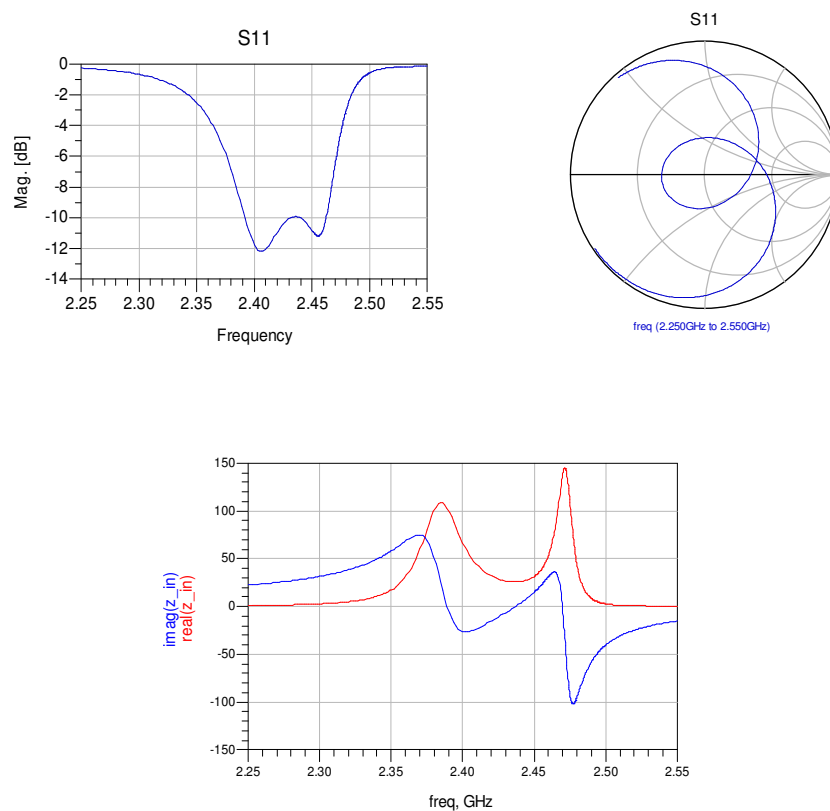 S11
0
-2
-4
-6
-8
-10
-12
-14
Mag. [dB]
2.25 2.30 2.35 2.40 2.45 2.50 2.55
Frequency
S11
freq (2.250GHz to 2.550GHz)
150
100
50
0
-50
-100
-150
imag(z_in)
real(z_in)
2.25 2.30 2.35 2.40 2.45 2.50 2.55
freq, GHz